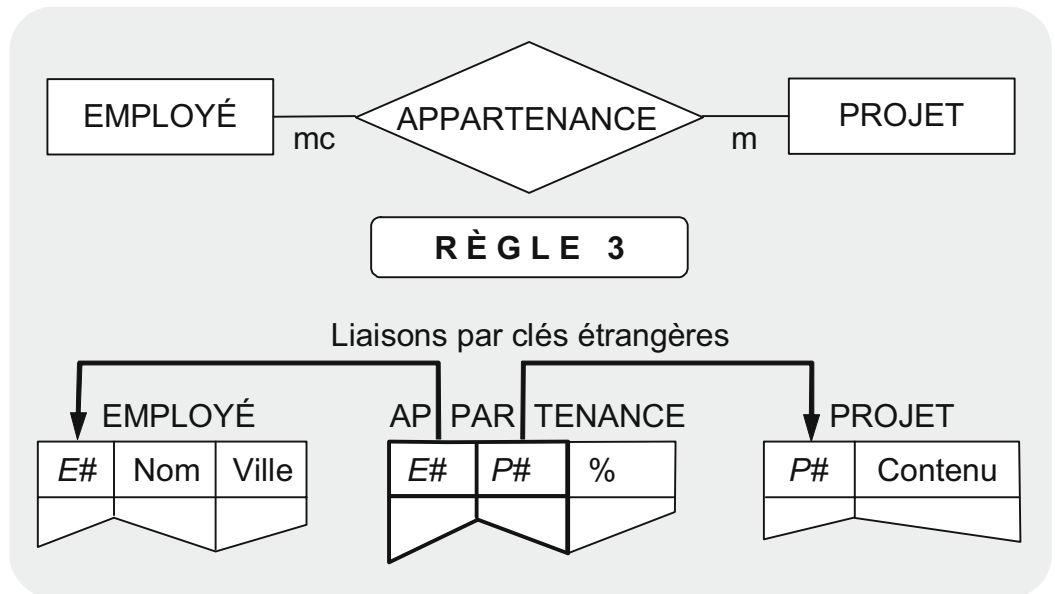 EMPLOYÉ APPARTENANCE PROJET
mc m
RÈGLE 3
Liaisons par clés étrangères
EMPLOYÉ APPARTENANCE PROJET
E# Nom Ville E# P# % P# Contenu